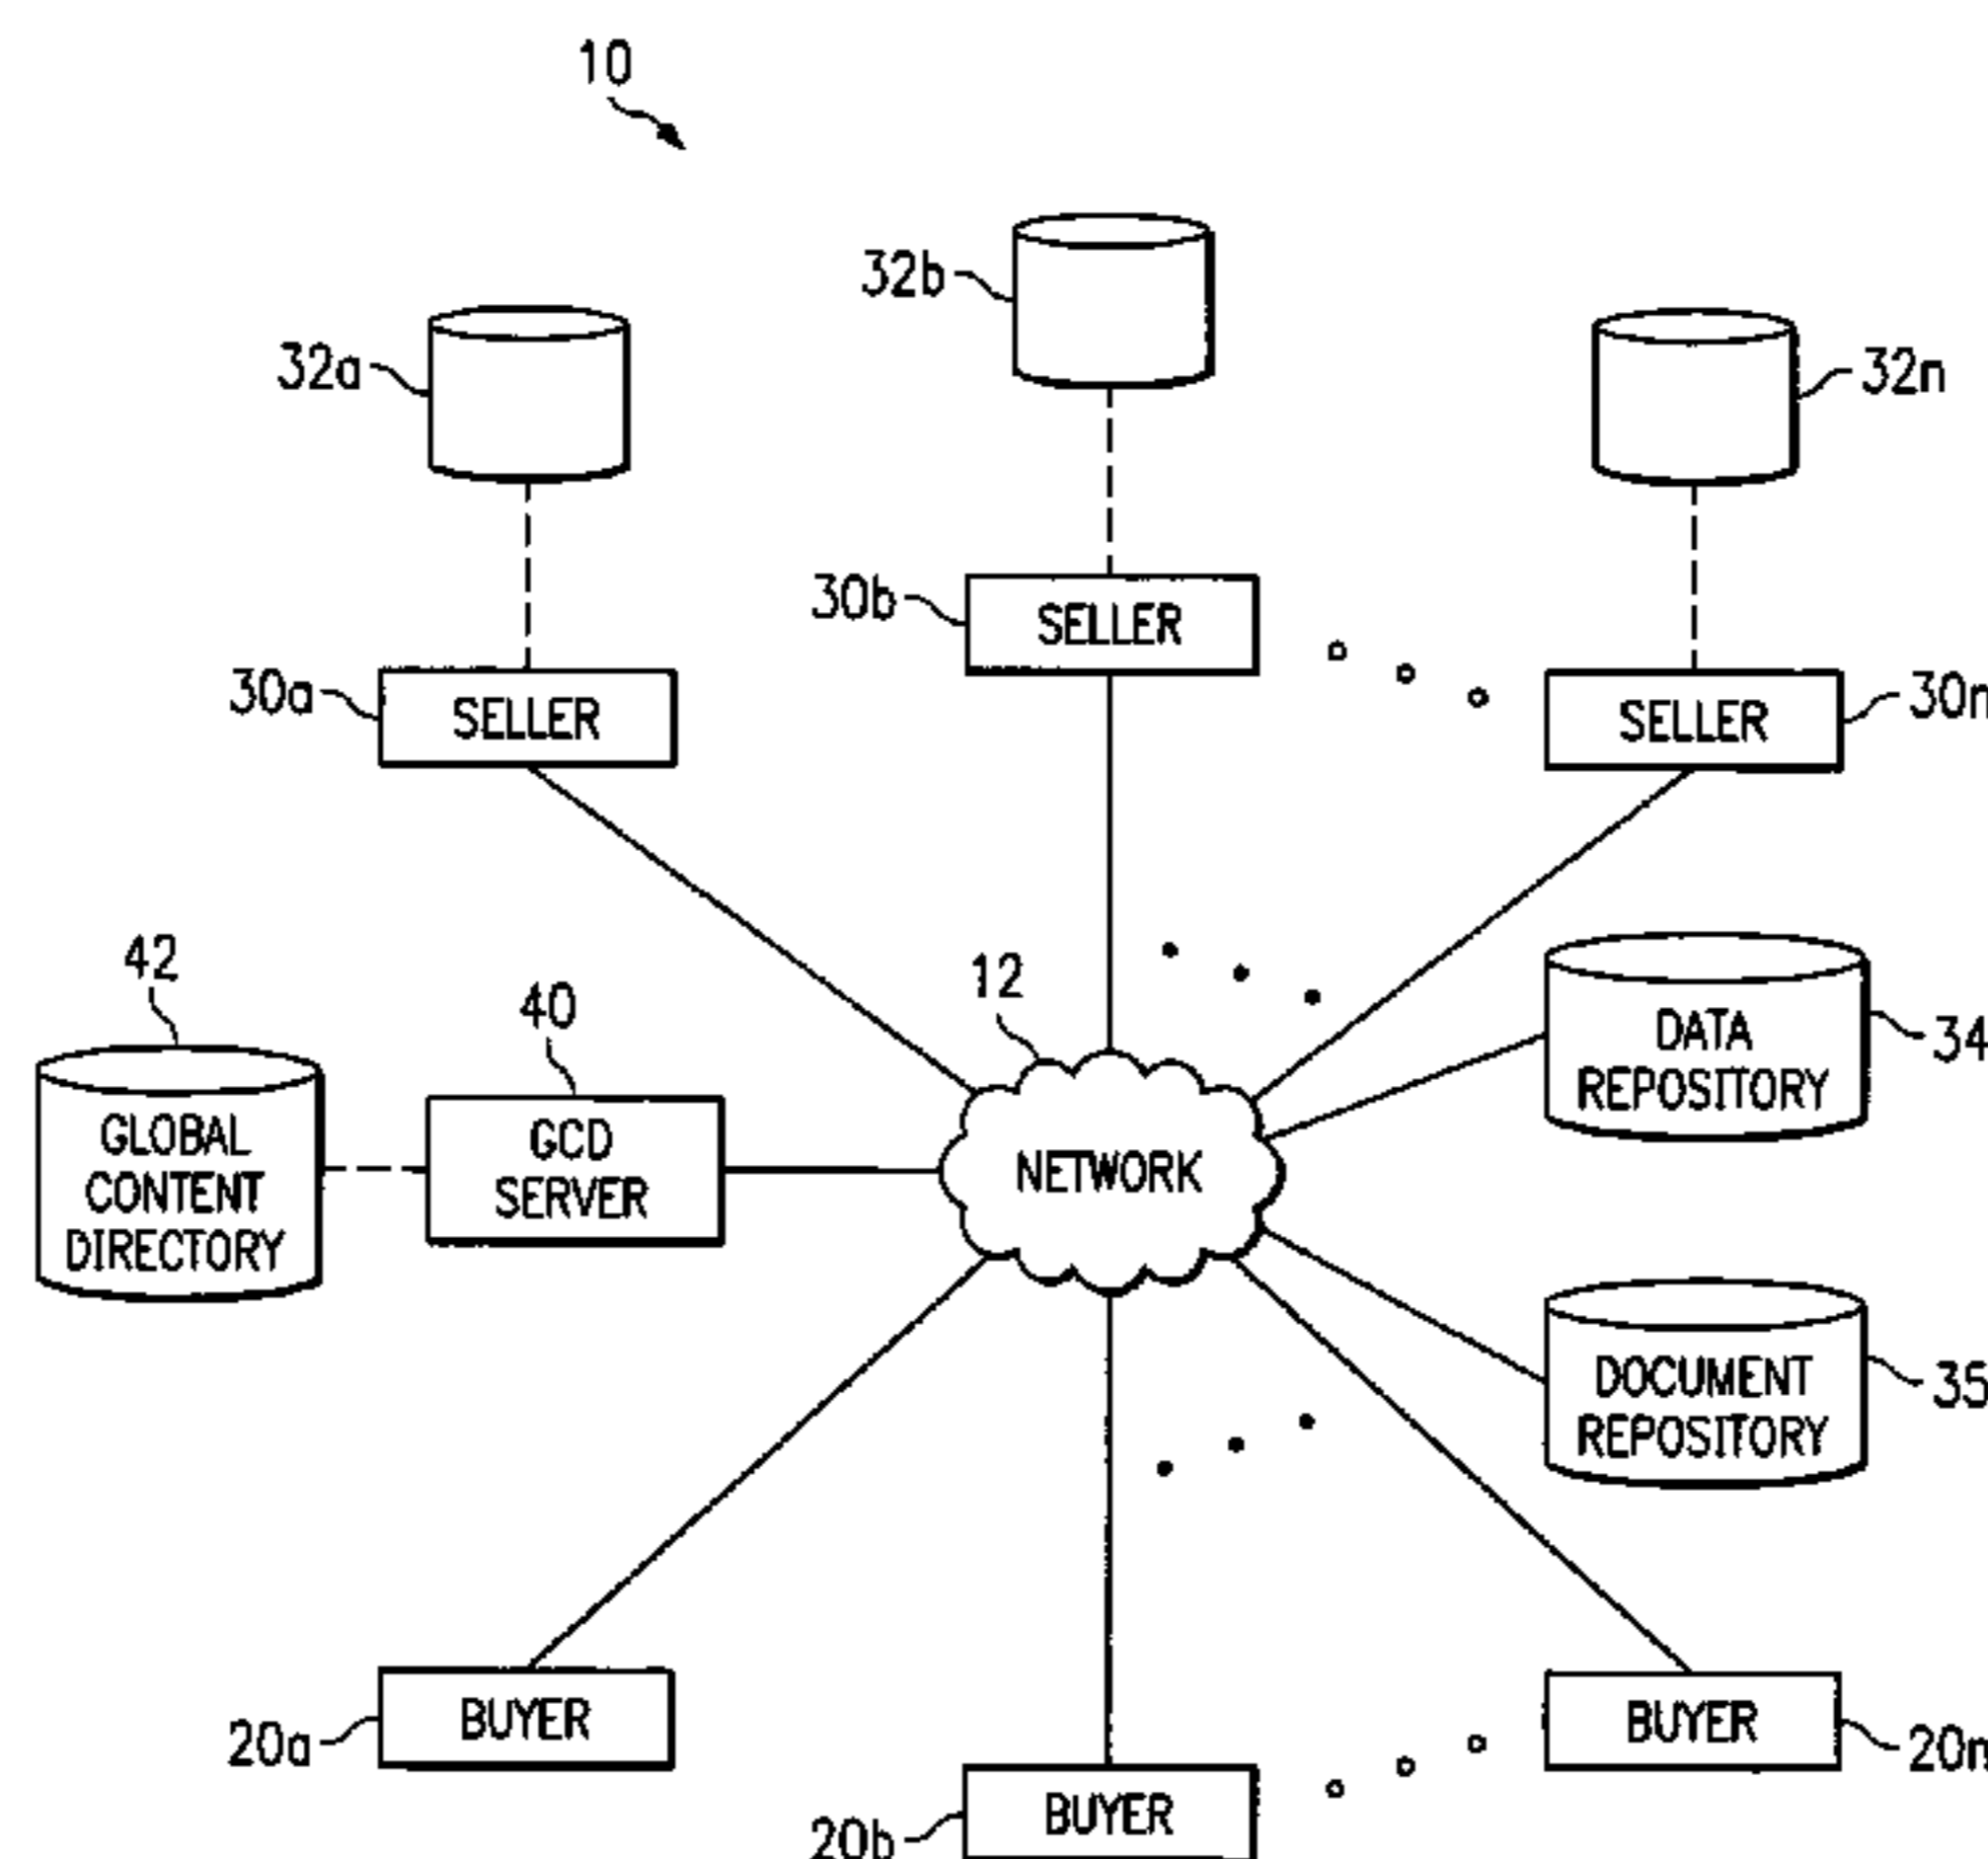 10
32b
32a
32n
30b
SELLER
30a
SELLER
SELLER
30n
42
40
12
DATA
REPOSITORY
34
GLOBAL
CONTENT
DIRECTORY
GCD
SERVER
NETWORK
DOCUMENT
REPOSITORY
35
20a
BUYER
BUYER
20n
20b
BUYER